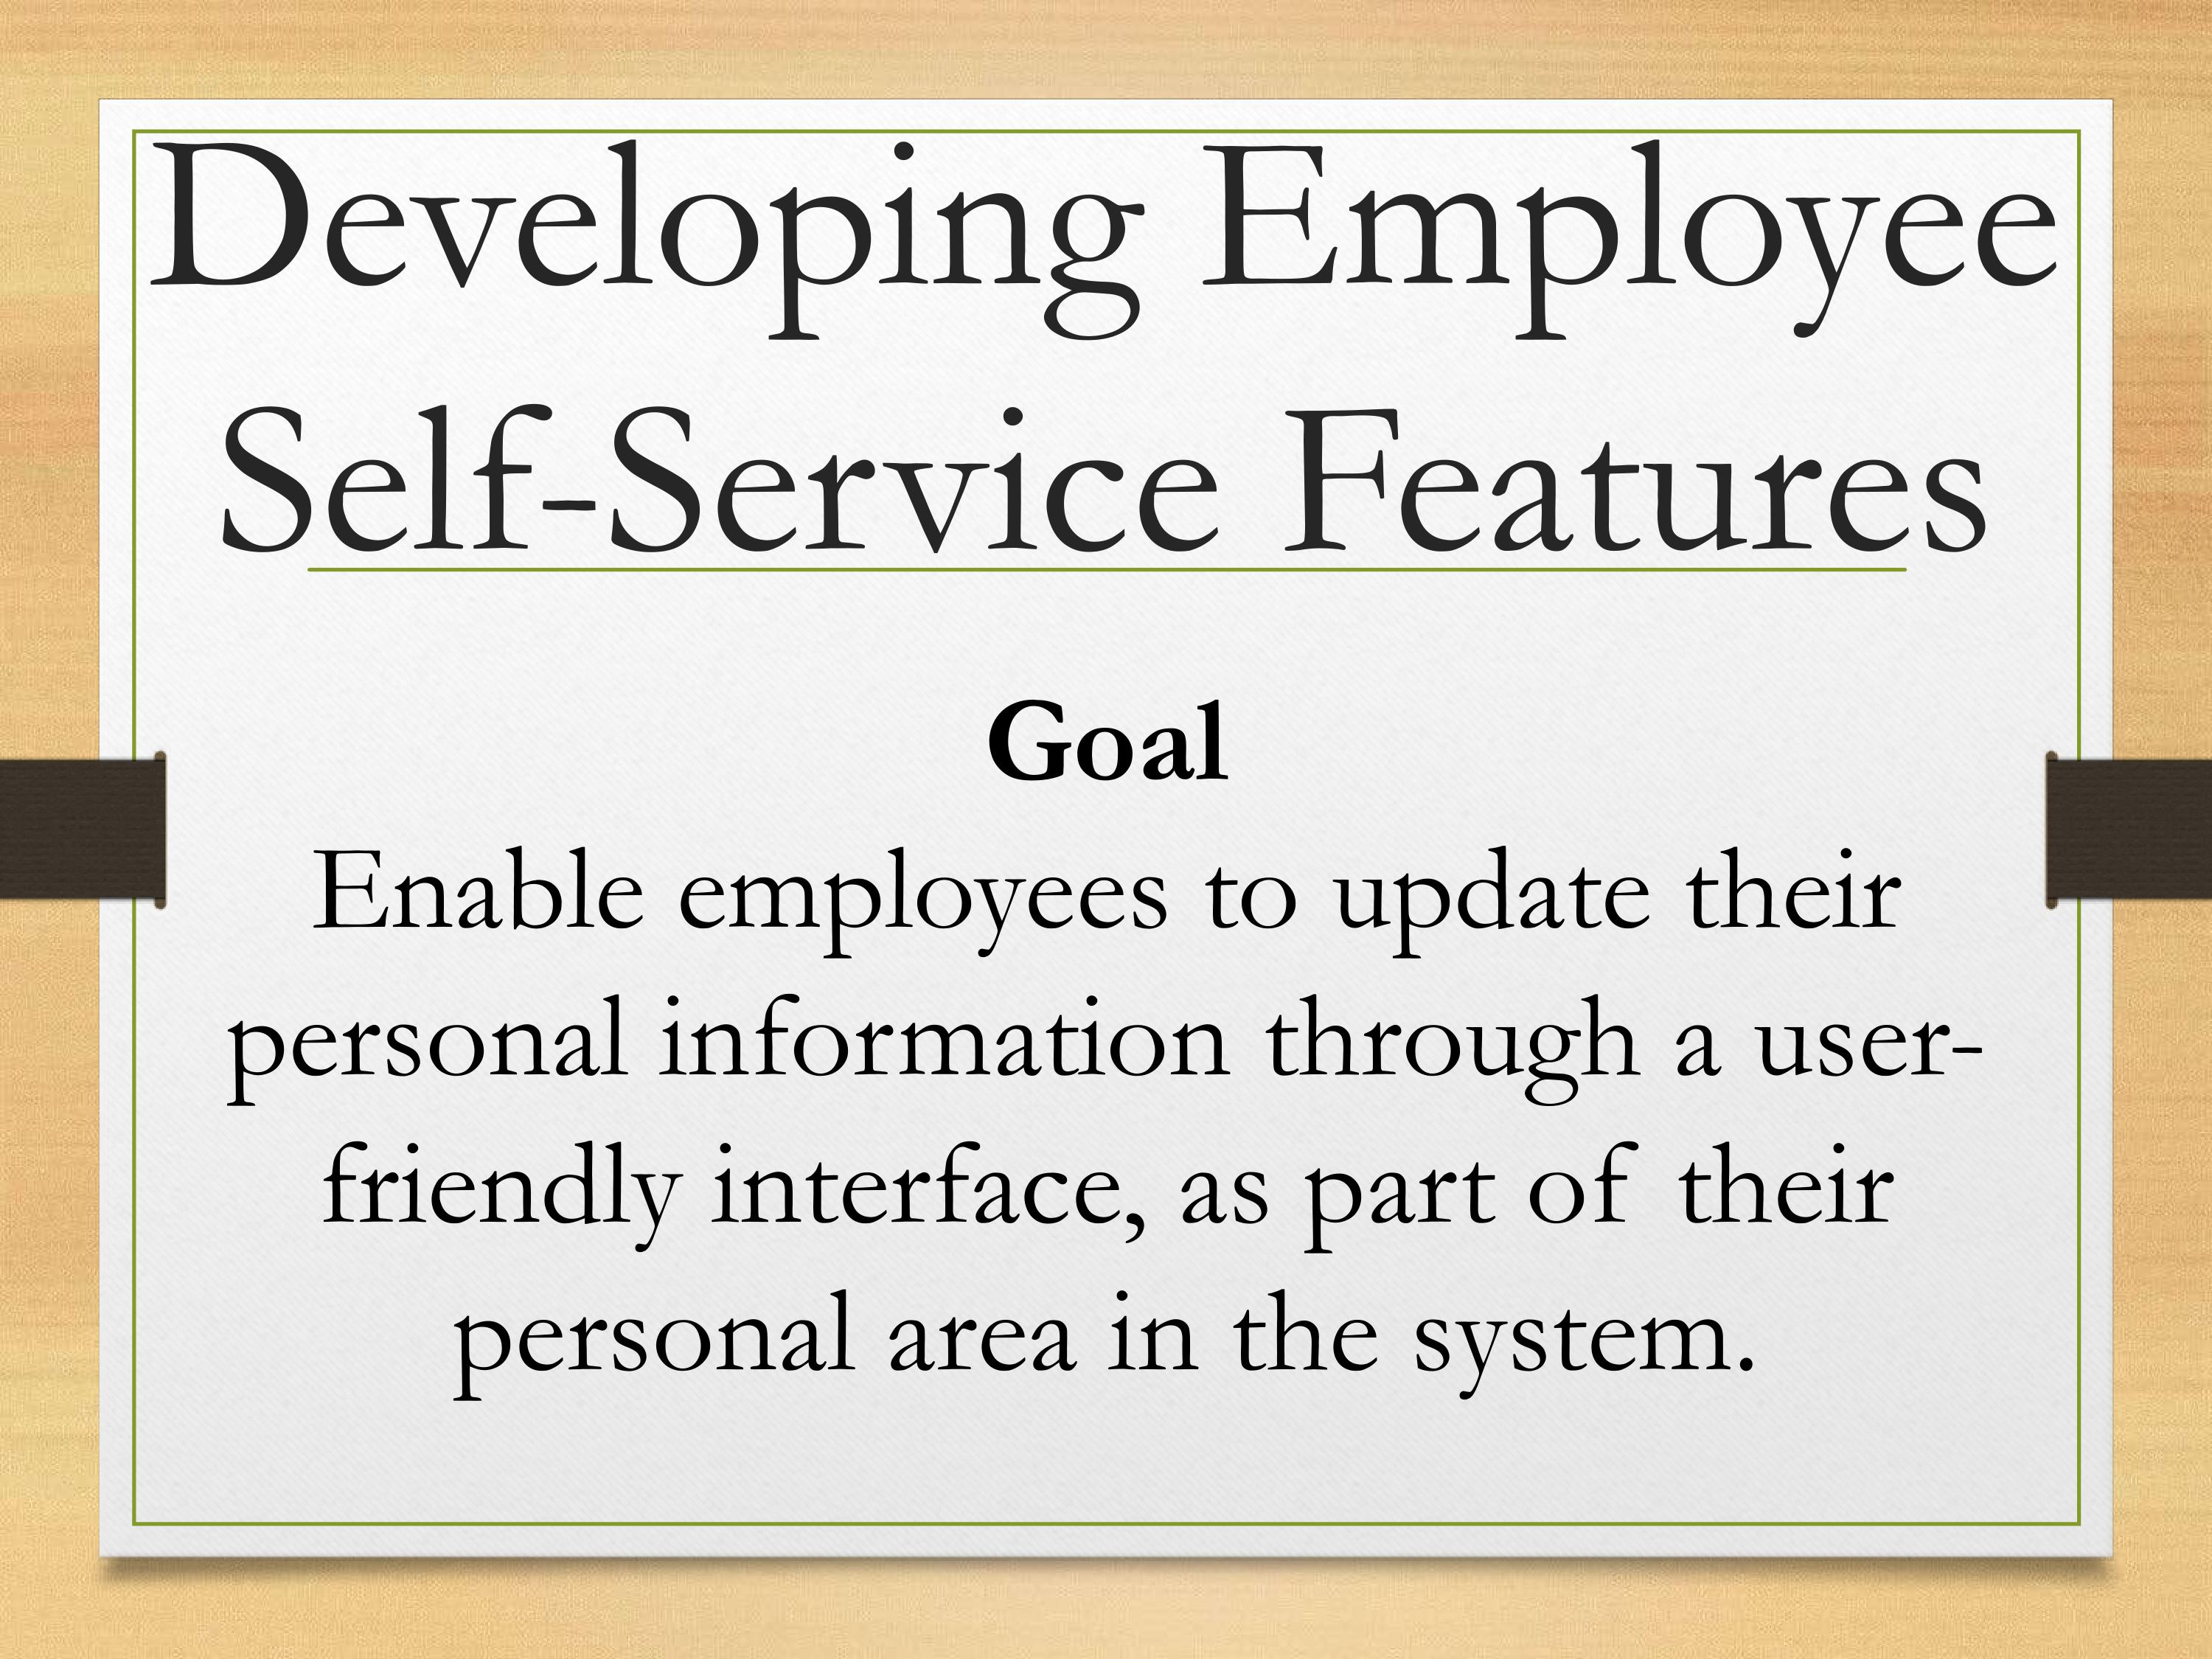 Developing Employee
Self-Service Features
Goal
Enable employees to update their
personal information through a user-
friendly interface, as part of their
personal area in the system.